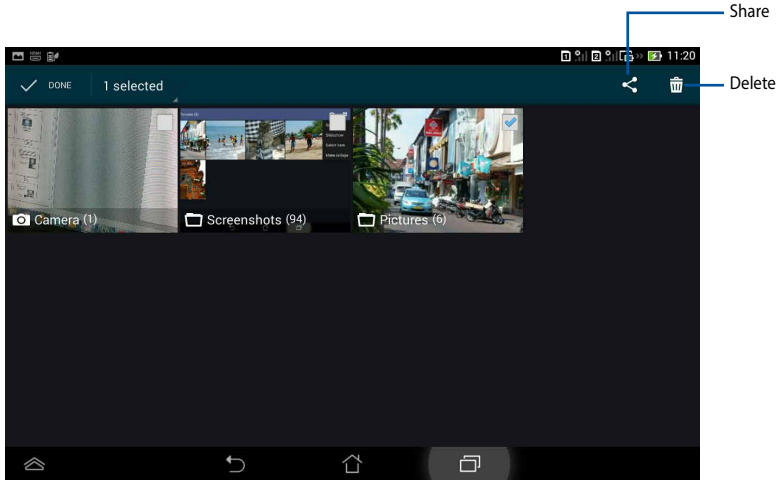 Share
11:20
DONE
1 selected
Delete
Camera (1)
Screenshots (94)
Pictures (6)